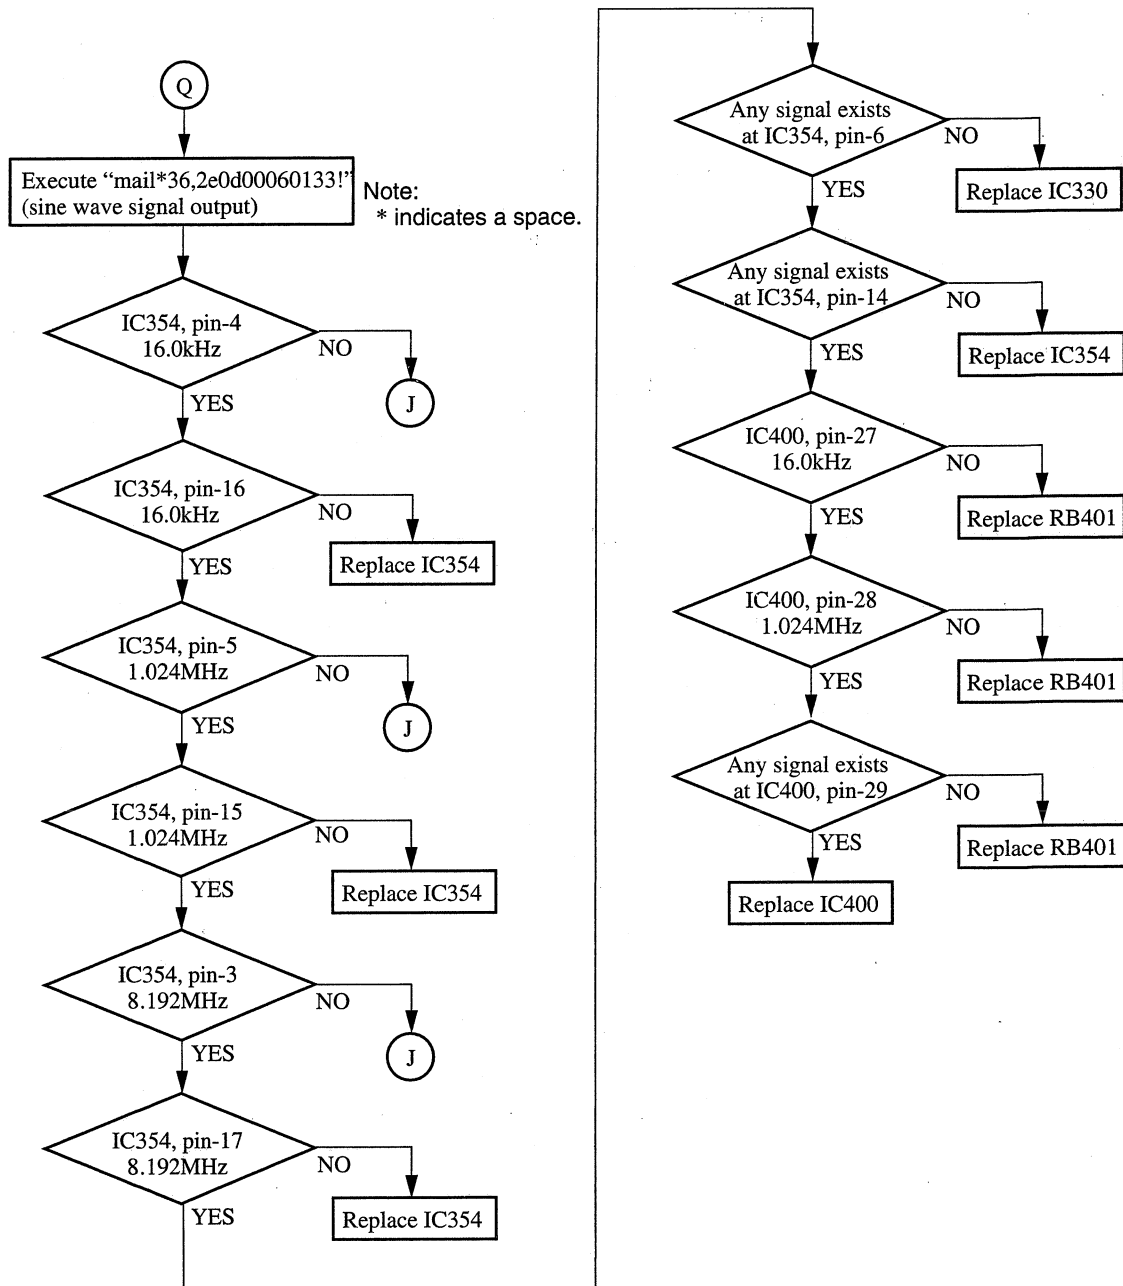 Q
Execute “mail*36,2e0d00060133!”
(sine wave signal output)
Note:
* indicates a space.
IC354, pin-4
16.0kHz
NO
J
YES
IC354, pin-16
16.0kHz
NO
Replace IC354
YES
IC354, pin-5
1.024MHz
NO
J
YES
IC354, pin-15
1.024MHz
NO
Replace IC354
YES
IC354, pin-3
8.192MHz
NO
J
YES
IC354, pin-17
8.192MHz
NO
Replace IC354
YES
Any signal exists
at IC354, pin-6
NO
Replace IC330
YES
Any signal exists
at IC354, pin-14
NO
Replace IC354
YES
IC400, pin-27
16.0kHz
NO
Replace RB401
YES
IC400, pin-28
1.024MHz
NO
Replace RB401
YES
Any signal exists
at IC400, pin-29
NO
Replace RB401
YES
Replace IC400